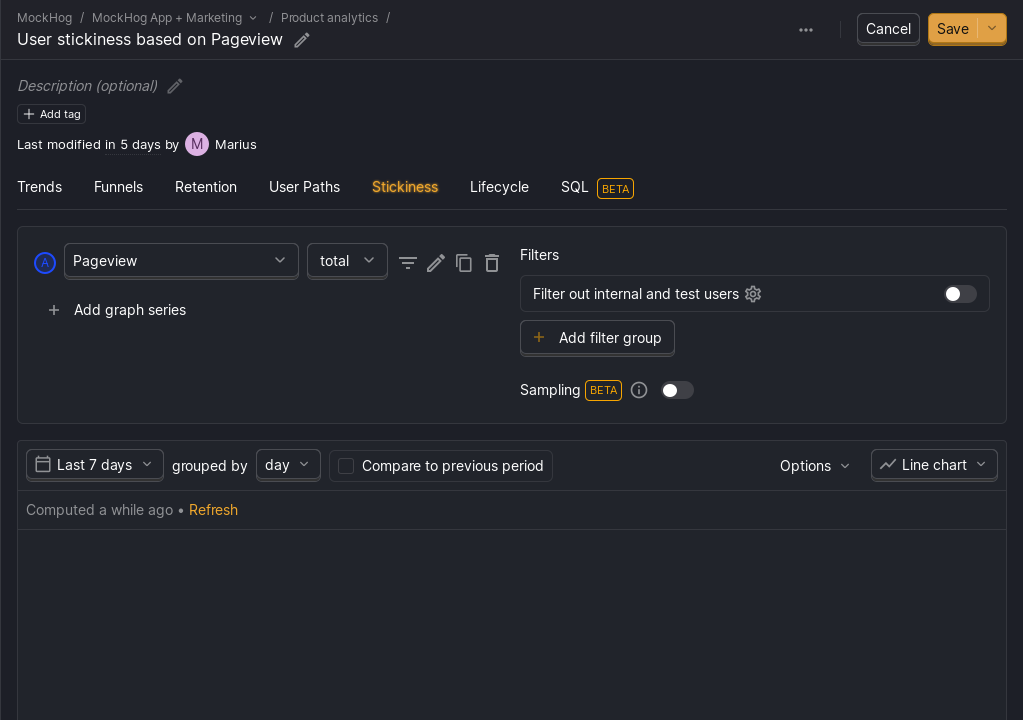 MockHog / MockHog App + Marketing / Product analytics /
User stickiness based on Pageview
Cancel
Save
Description (optional)
Add tag
Last modified in 5 days by M Marius
Trends Funnels Retention User Paths Stickiness Lifecycle SQL BETA
A Pageview total
Add graph series
Filters
Filter out internal and test users
Add filter group
Sampling BETA
Last 7 days grouped by day Compare to previous period Options Line chart
Computed a while ago • Refresh